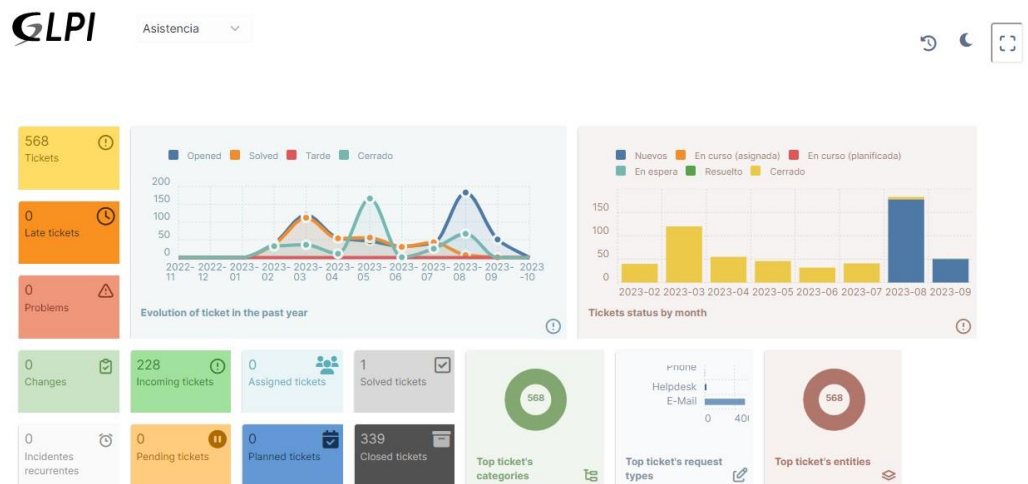 GLPI
Asistencia
568
Tickets
0
Late tickets
0
Problems
Opened Solved Tarde Cerrado
200
150
100
50
0
2022-11 2022-12 2023-01 2023-02 2023-03 2023-04 2023-05 2023-06 2023-07 2023-08 2023-09 2023-10
Evolution of ticket in the past year
Nuevos En curso (asignada) En curso (planificada)
En espera Resuelto Cerrado
150
100
50
0
2023-02 2023-03 2023-04 2023-05 2023-06 2023-07 2023-08 2023-09
Tickets status by month
0
Changes
228
Incoming tickets
0
Assigned tickets
1
Solved tickets
0
Incidentes
recurrentes
0
Pending tickets
0
Planned tickets
339
Closed tickets
568
Top ticket's
categories
Phone
Helpdesk
E-Mail
0 40
Top ticket's request
types
568
Top ticket's entities